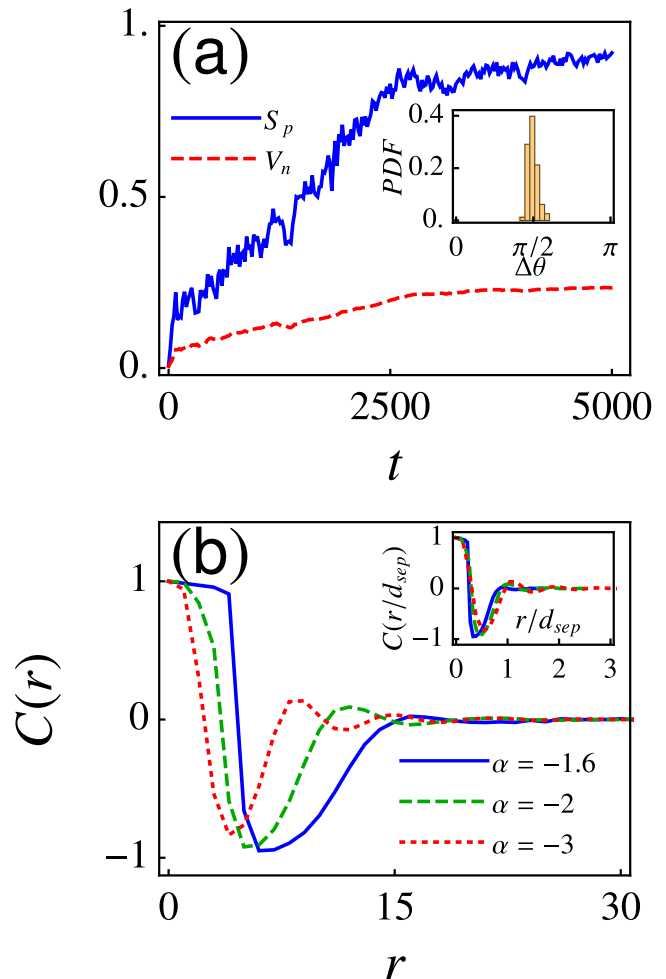 (a)
1.
0.5
0.
S_p
V_n
PDF
0.4
0.2
0.
0 π/2 π
Δθ
0 2500 5000
t
(b)
C(r)
1
0
−1
C(r/d_sep)
1
0
−1
r/d_sep
0 1 2 3
α = −1.6
α = −2
α = −3
0 15 30
r